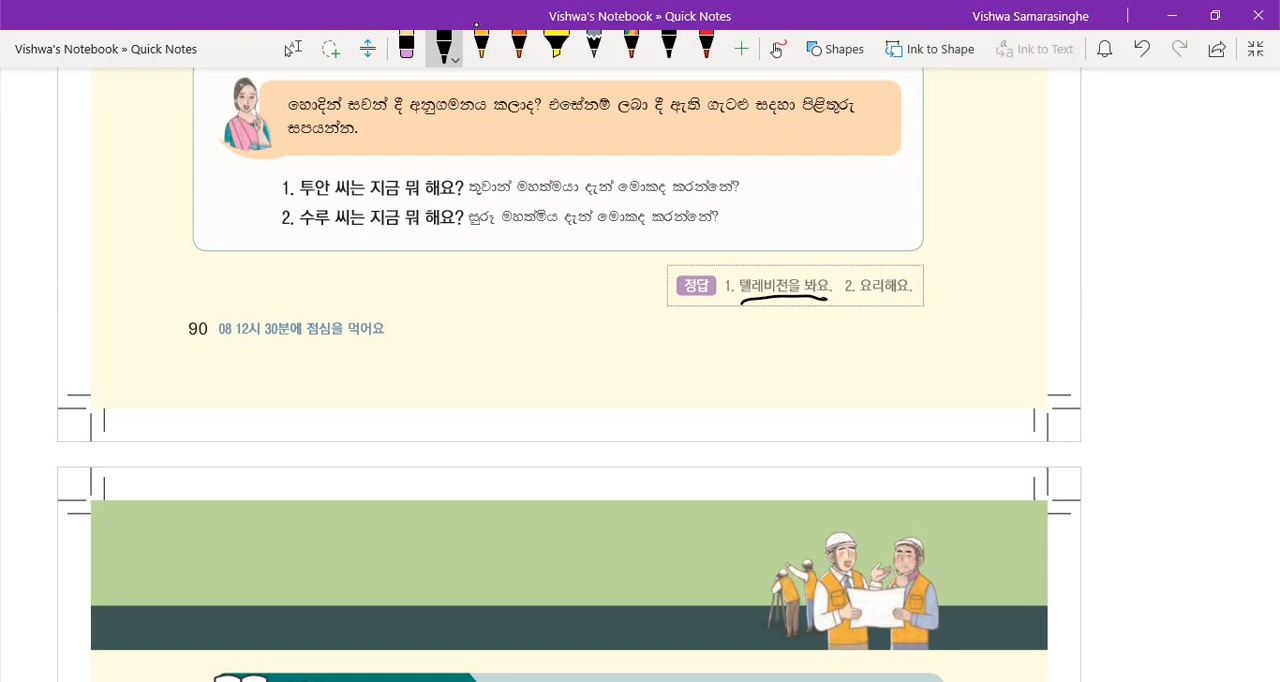 Vishwa's Notebook » Quick Notes
Vishwa Samarasinghe
Vishwa's Notebook » Quick Notes
Shapes
Ink to Shape
Ink to Text
හොදින් සවන් දී අනුගමනය කලාද? එසේනම් ලබා දී ඇති ගැටළු සදහා පිළිතුරු
සපයන්න.
1. 투안 씨는 지금 뭐 해요? තුවාන් මහත්මයා දැන් මොකද කරන්නේ?
2. 수루 씨는 지금 뭐 해요? සුරූ මහත්මිය දැන් මොකද කරන්නේ?
정답 1. 텔레비전을 봐요. 2. 요리해요.
90 08 12시 30분에 점심을 먹어요